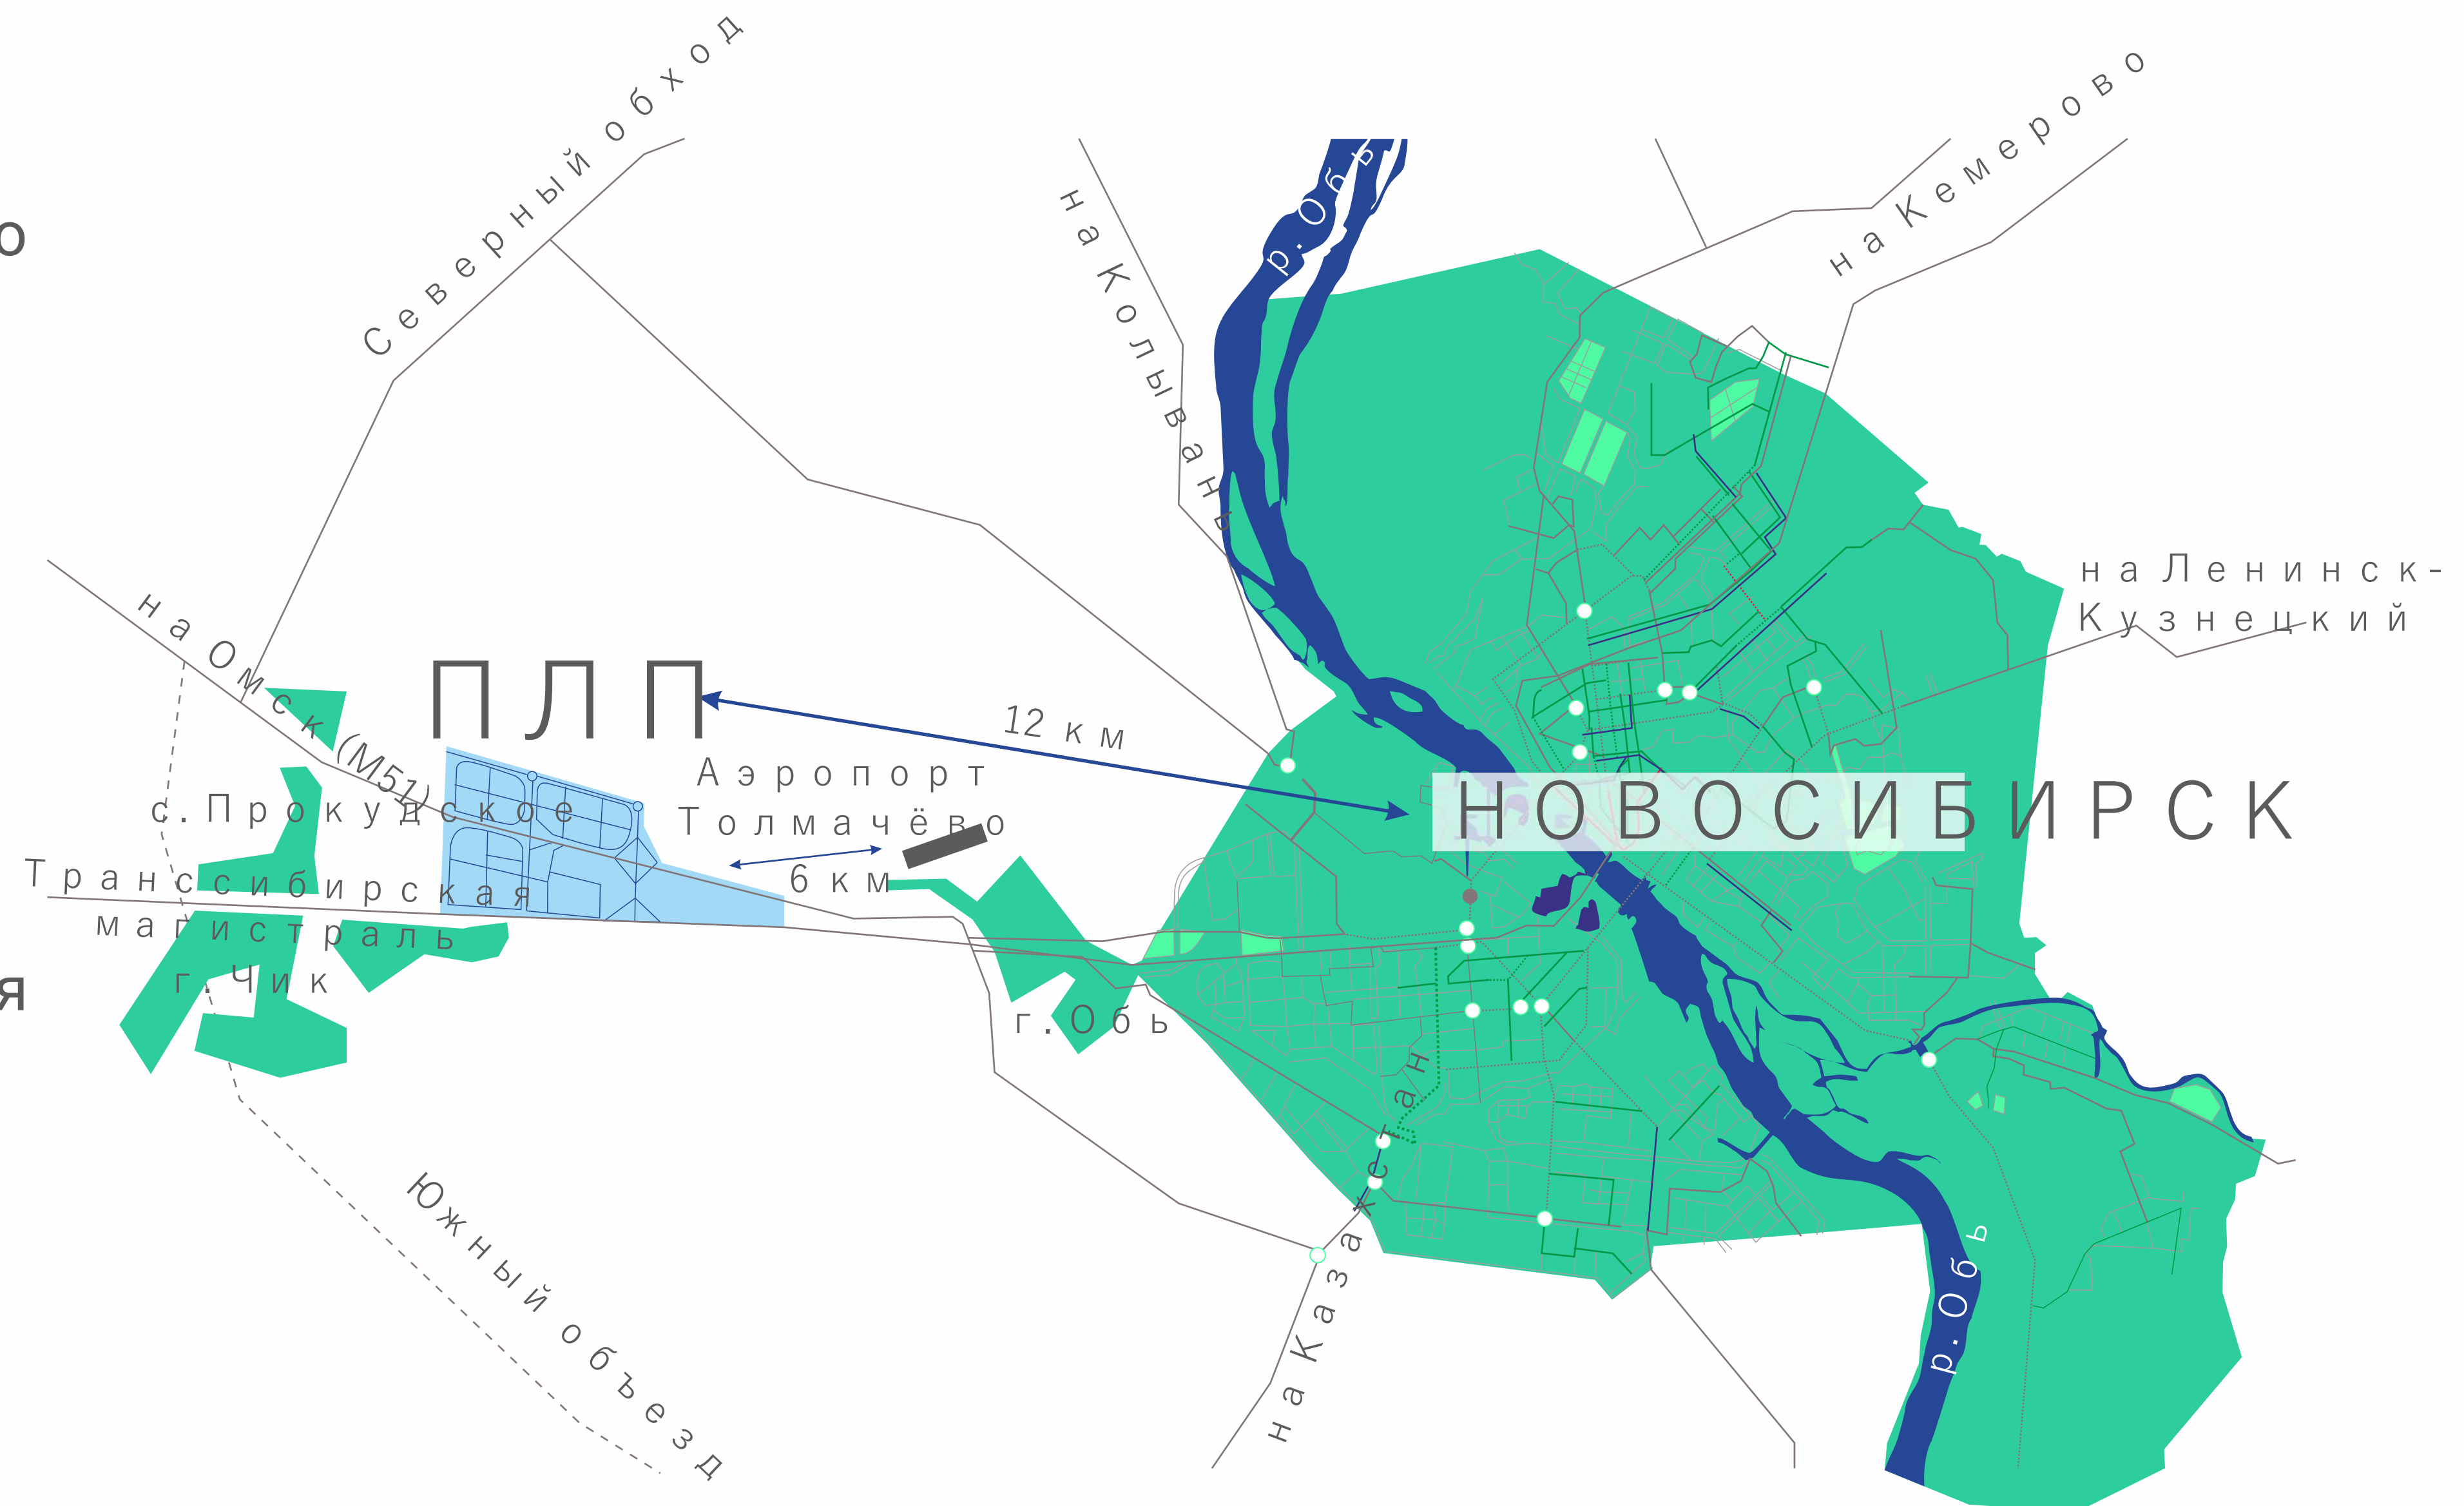 Северный обход
р.Обь
на Кемерово
на Колывань
о
на Ленинск-
Кузнецкий
на Омск (М51)
ПЛП
12 км
Аэропорт
Толмачёво
6 км
НОВОСИБИРСК
с.Прокудское
Транссибирская
магистраль
г.Чик
я
г.Обь
на Казахстан
Южный объезд
р.Обь